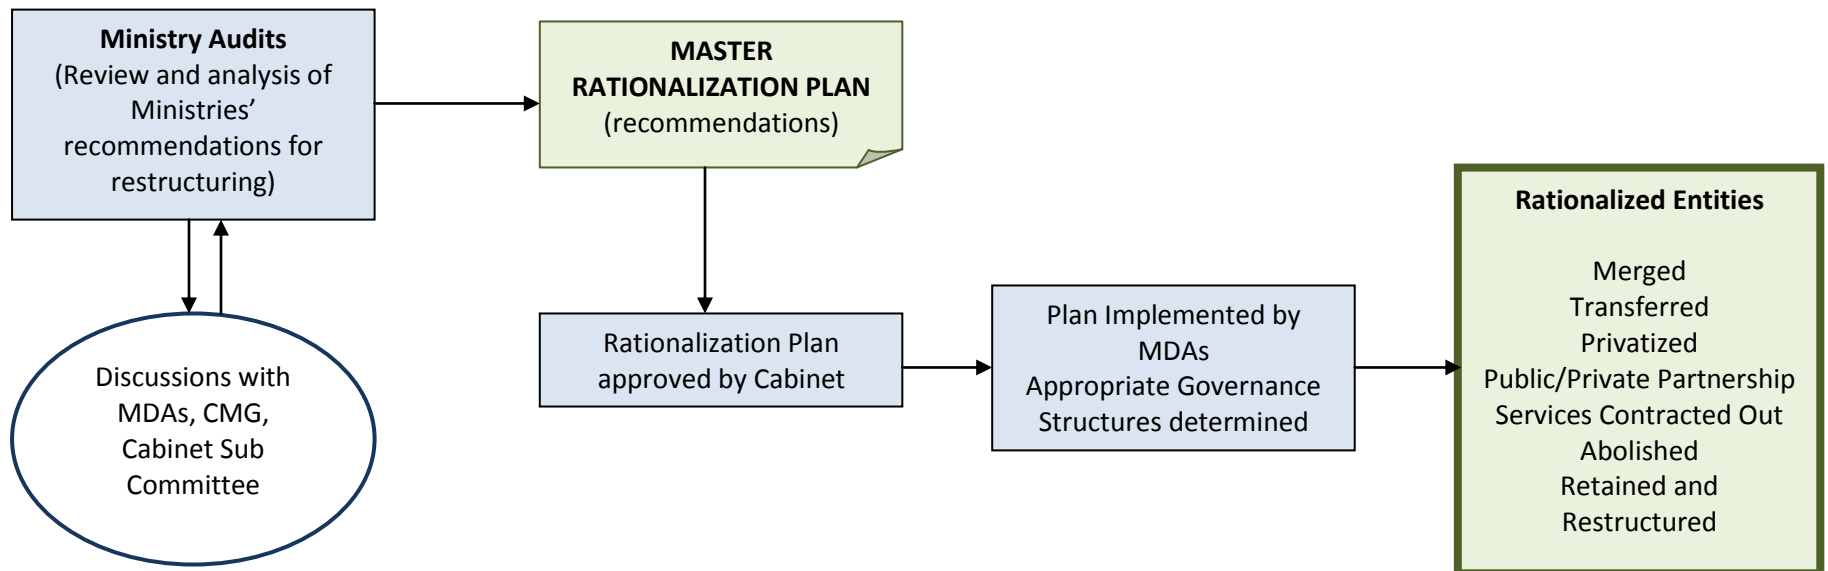 Ministry Audits
(Review and analysis of
Ministries’
recommendations for
restructuring)
Discussions with
MDAs, CMG,
Cabinet Sub
Committee
MASTER
RATIONALIZATION PLAN
(recommendations)
Rationalization Plan
approved by Cabinet
Plan Implemented by
MDAs
Appropriate Governance
Structures determined
Rationalized Entities
Merged
Transferred
Privatized
Public/Private Partnership
Services Contracted Out
Abolished
Retained and
Restructured